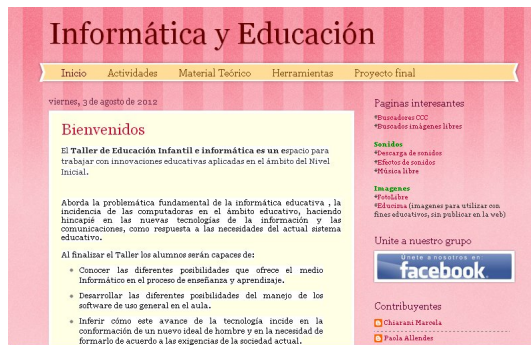 Informática y Educación
Inicio Actividades Material Teórico Herramientas Proyecto final
viernes, 3 de agosto de 2012
Bienvenidos
El Taller de Educación Infantil e informática es un espacio para
trabajar con innovaciones educativas aplicadas en el ámbito del Nivel
Inicial.
Aborda la problemática fundamental de la informática educativa , la
incidencia de las computadoras en el ámbito educativo, haciendo
hincapié en las nuevas tecnologías de la información y las
comunicaciones, como respuesta a las necesidades del actual sistema
educativo.
Al finalizar el Taller los alumnos serán capaces de:
Conocer las diferentes posibilidades que ofrece el medio
Informático en el proceso de enseñanza y aprendizaje.
Desarrollar las diferentes posibilidades del manejo de los
software de uso general en el aula.
Inferir cómo este avance de la tecnología incide en la
conformación de un nuevo ideal de hombre y en la necesidad de
formarlo de acuerdo a las exigencias de la sociedad actual.
Paginas interesantes
*Buscadores CCC
*Buscados imágenes libres
Sonidos
*Descarga de sonidos
*Efectos de sonidos
*Música libre
Imagenes
*FotoLibre
*Educima (imagenes para utilizar con
fines educativos, sin publicar en la web)
Unite a nuestro grupo
Únete a nosotros en:
facebook
Contribuyentes
Chiarani Marcela
Paola Allendes